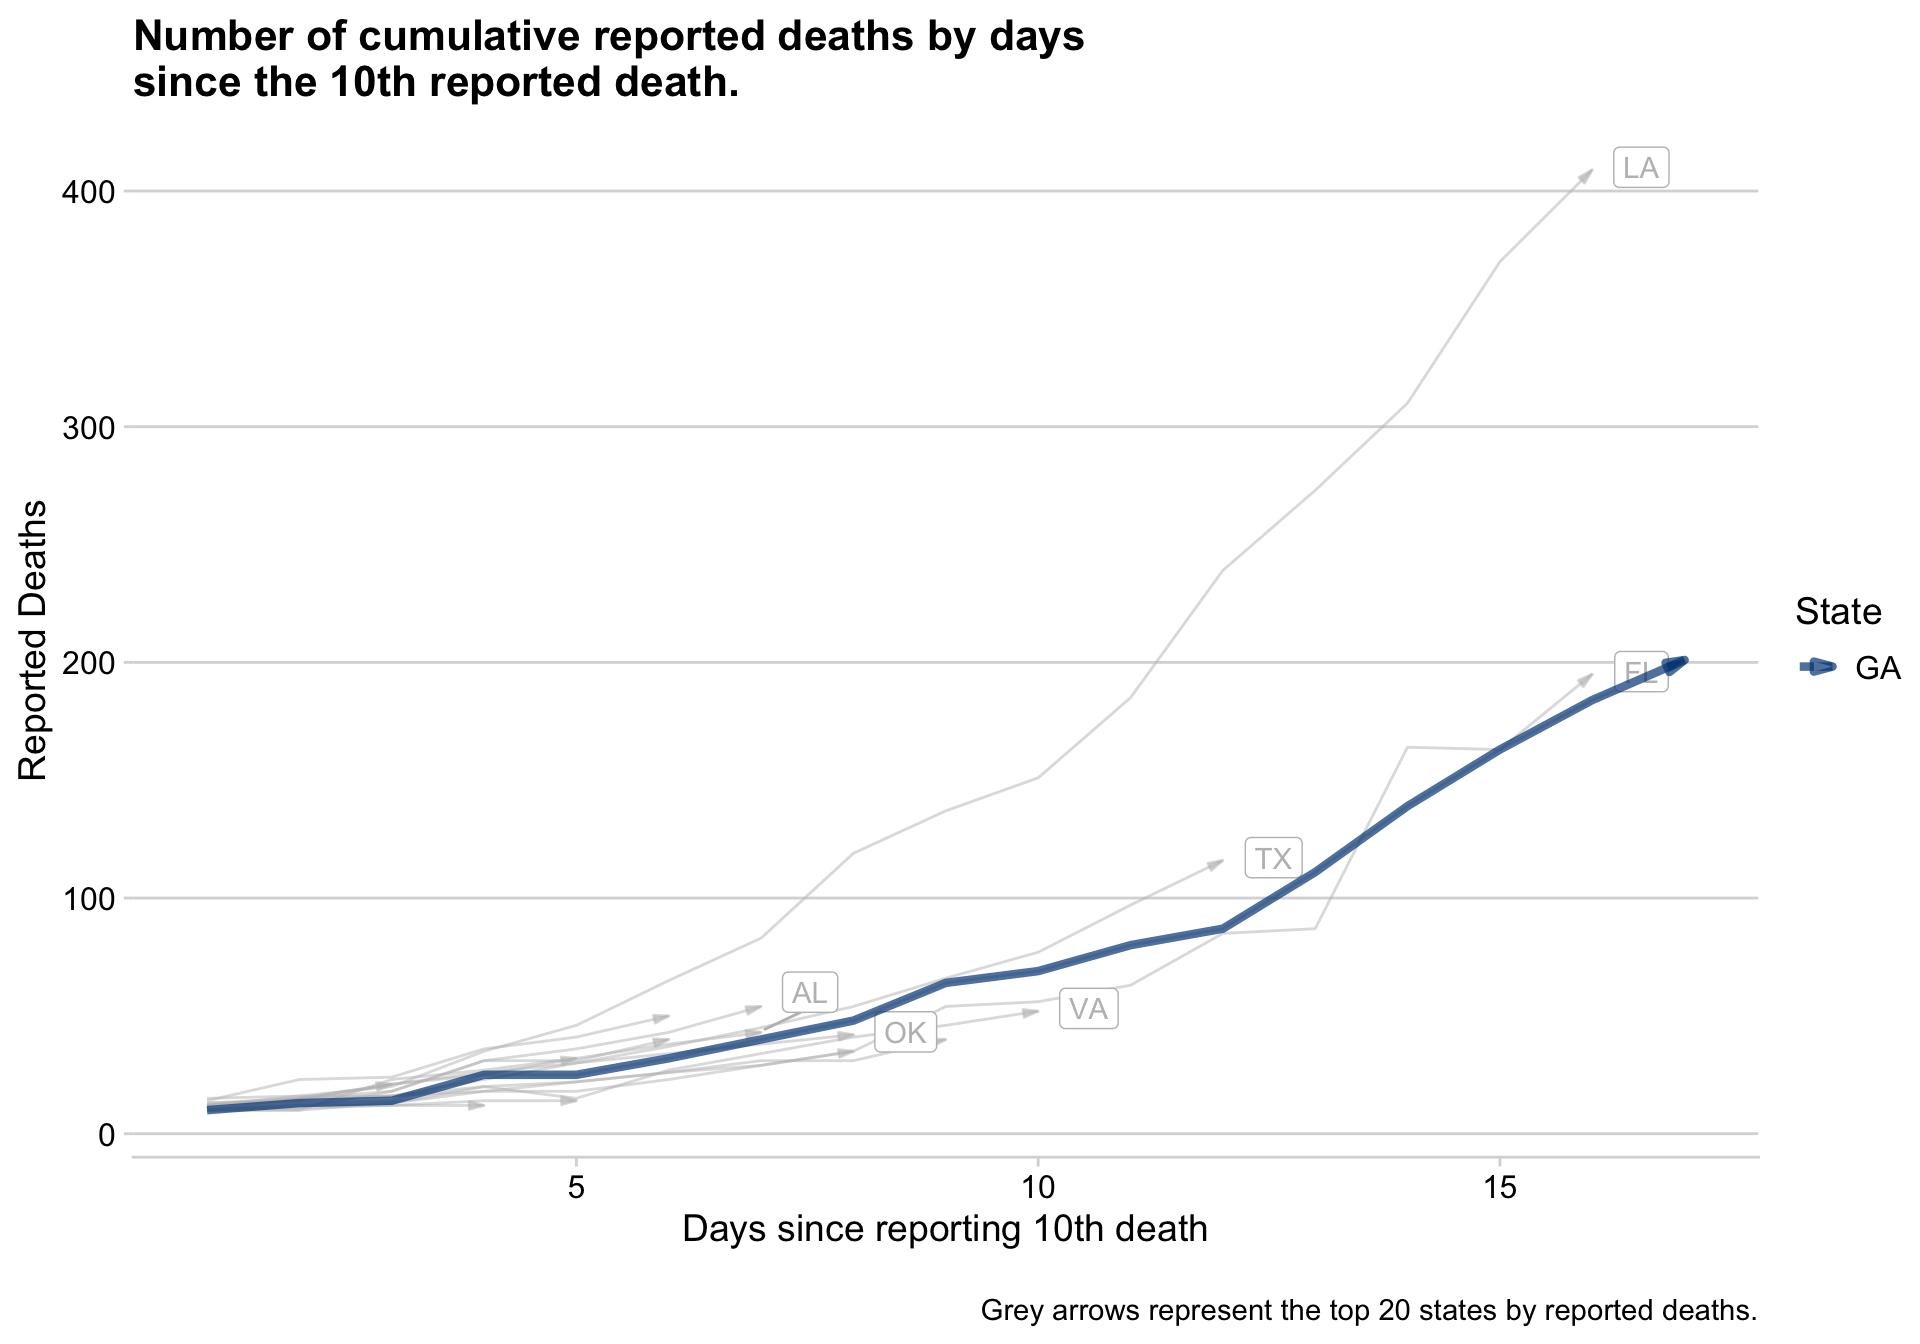 Number of cumulative reported deaths by days
since the 10th reported death.
LA
400
300
Reported Deaths
State
200
FL
GA
TX
100
AL
VA
OK
0
5
10
15
Days since reporting 10th death
Grey arrows represent the top 20 states by reported deaths.